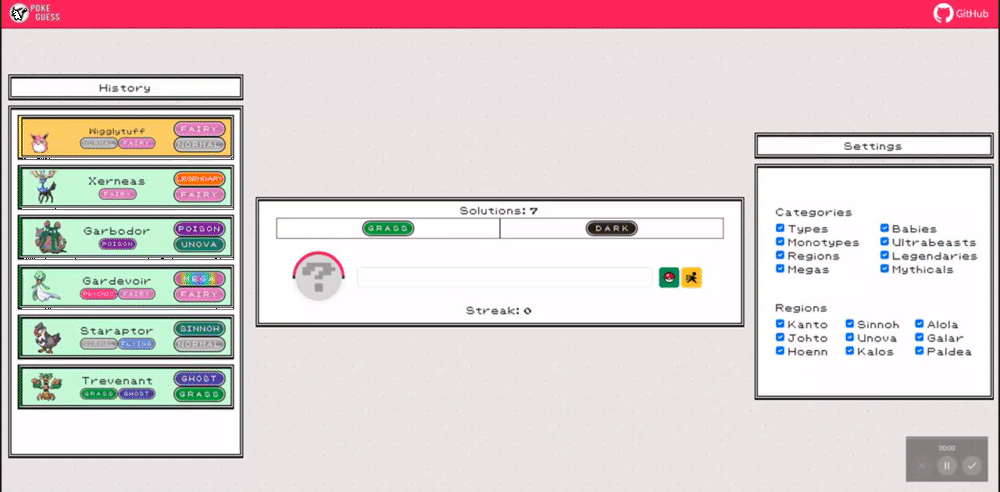 POKE
GUESS
GitHub
History
Wigglytuff
NORMAL FAIRY
FAIRY
NORMAL
Xerneas
FAIRY
LEGENDARY
FAIRY
Garbodor
POISON
POISON
UNOVA
Gardevoir
PSYCHIC FAIRY
MEGA
FAIRY
Staraptor
NORMAL FLYING
SINNOH
NORMAL
Trevenant
GRASS GHOST
GHOST
GRASS
Solutions: 7
GRASS DARK
?
Streak: 0
Settings
Categories
Types Babies
Monotypes Ultrabeasts
Regions Legendaries
Megas Mythicals
Regions
Kanto Sinnoh Alola
Johto Unova Galar
Hoenn Kalos Paldea
00:00